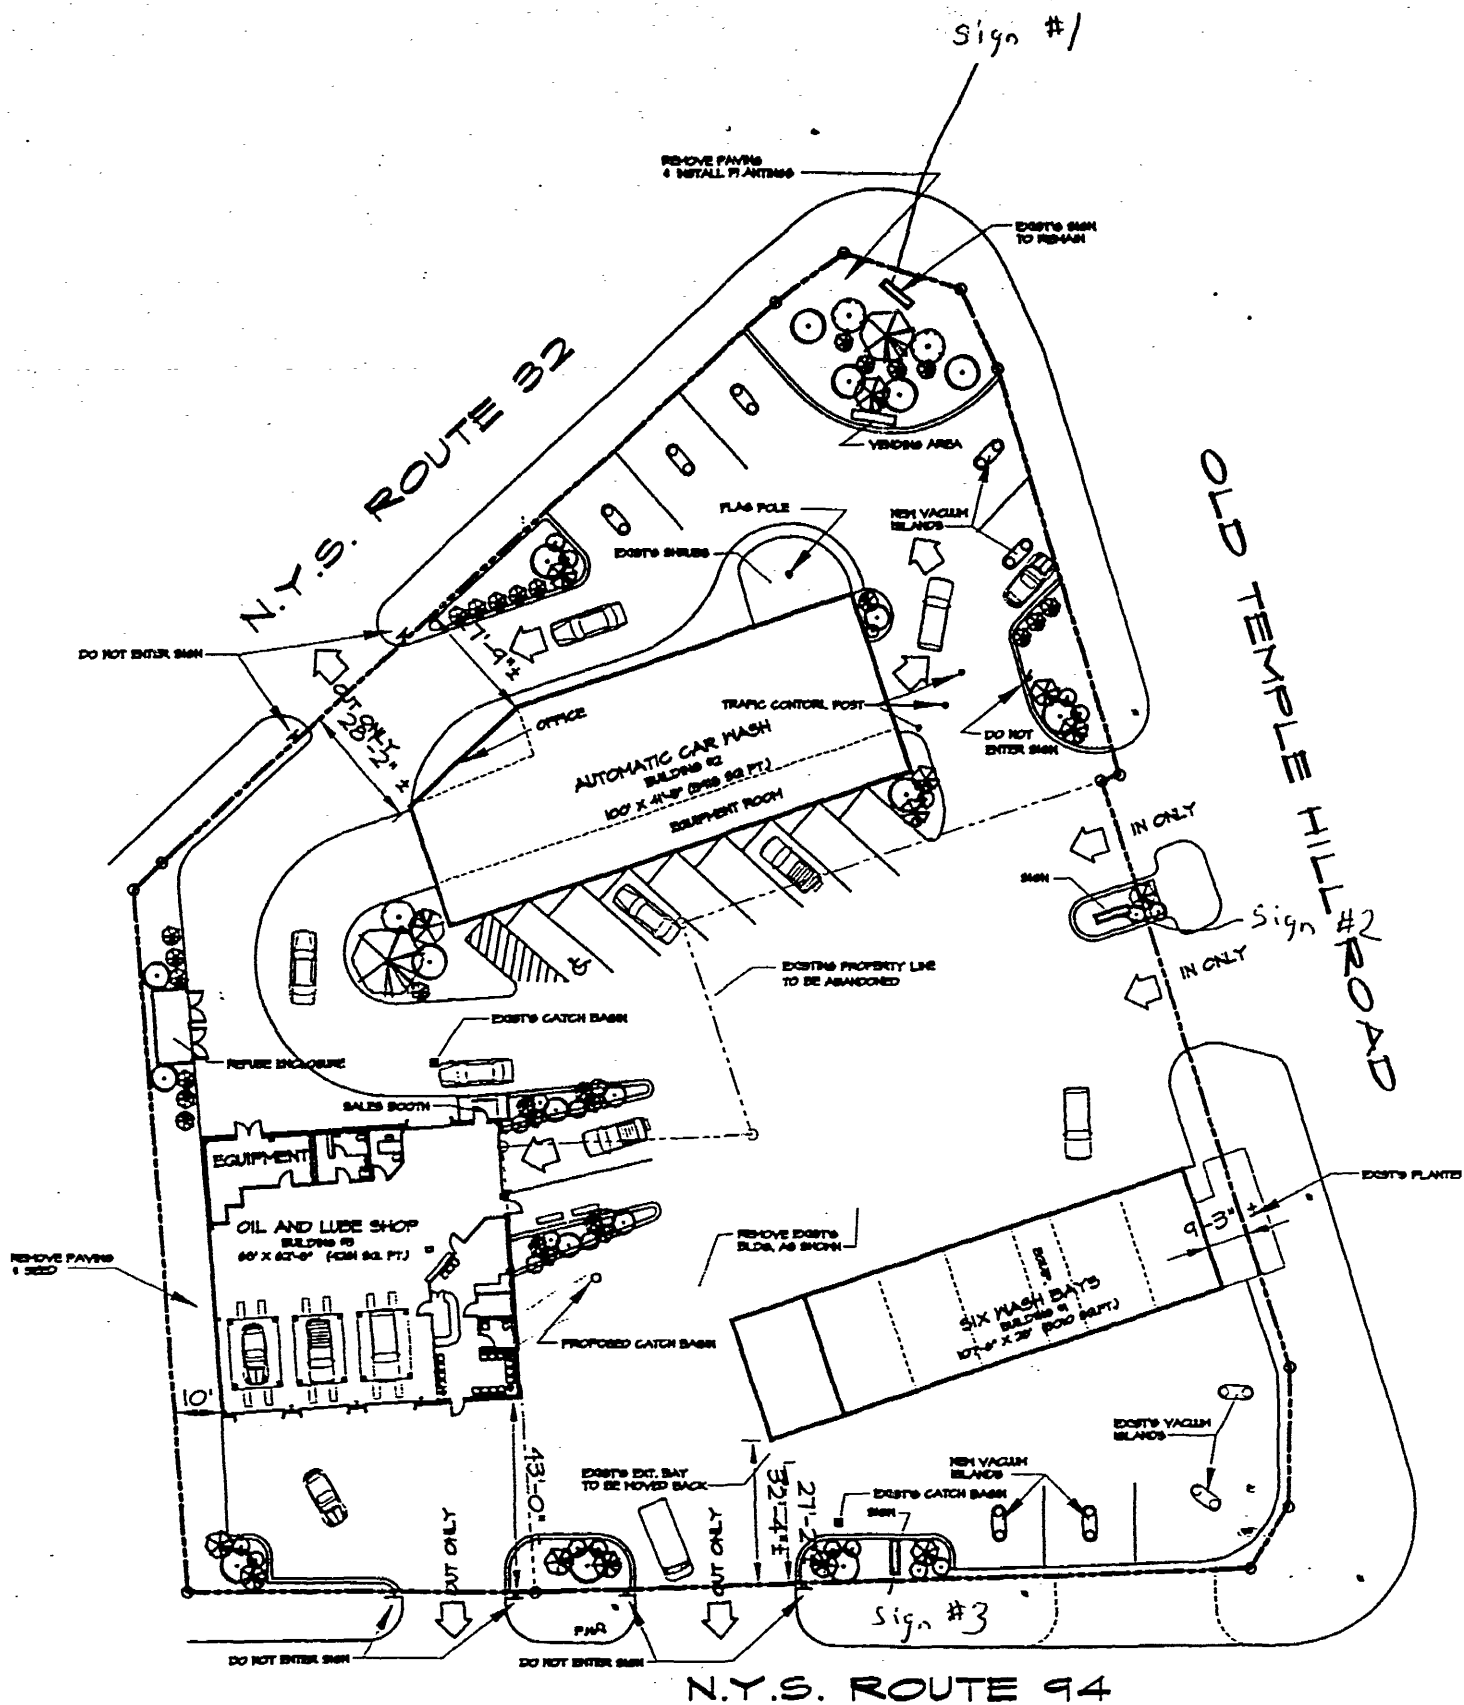 Sign #1
REMOVE PAVING
& INSTALL PLANTINGS
EXIST'G SIGN
TO REMAIN
N.Y.S. ROUTE 32
VENDING AREA
OLD TEMPLE HILL ROAD
FLAG POLE
NEW VACUUM
ISLANDS
EXIST'G SHRUBS
DO NOT ENTER SIGN
17'-9"±
OUT ONLY
28'-2" ±
OFFICE
TRAFIC CONTORL POST
DO NOT
ENTER SIGN
AUTOMATIC CAR WASH
BUILDING #2
EQUIPMENT ROOM
IN ONLY
SIGN
Sign #2
IN ONLY
EXISTING PROPERTY LINE
TO BE ABANDONED
EXIST'G CATCH BASIN
REFUSE ENCLOSURE
SALES BOOTH
EQUIPMENT
EXIST'G PLANTER
9'-3" ±
OIL AND LUBE SHOP
BUILDING #3
REMOVE EXIST'G
BLDG. AS SHOWN
REMOVE PAVING
& SEED
EQUIP.
SIX WASH BAYS
BUILDING #1
PROPOSED CATCH BASIN
10'
EXIST'G VACUUM
ISLANDS
43'-0"
EXIST'G EXT. BAY
TO BE MOVED BACK
32'-4"±
NEW VACUUM
ISLANDS
EXIST'G CATCH BASIN
SIGN
OUT ONLY
OUT ONLY
Sign #3
DO NOT ENTER SIGN
DO NOT ENTER SIGN
N.Y.S. ROUTE 94